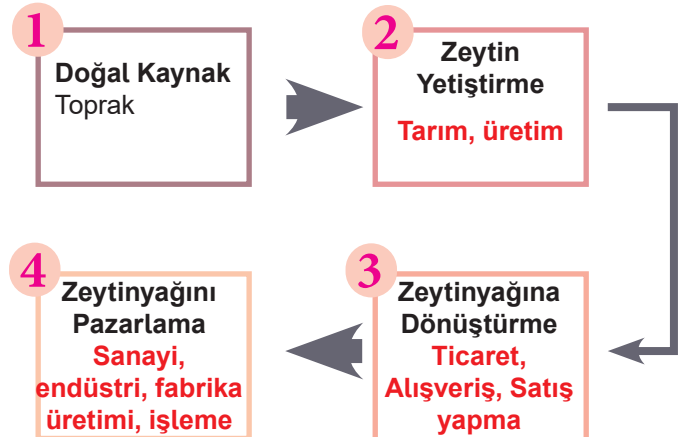 1
Doğal Kaynak
Toprak
2
Zeytin
Yetiştirme
Tarım, üretim
3
Zeytinyağına
Dönüştürme
Ticaret,
Alışveriş, Satış
yapma
4
Zeytinyağını
Pazarlama
Sanayi,
endüstri, fabrika
üretimi, işleme